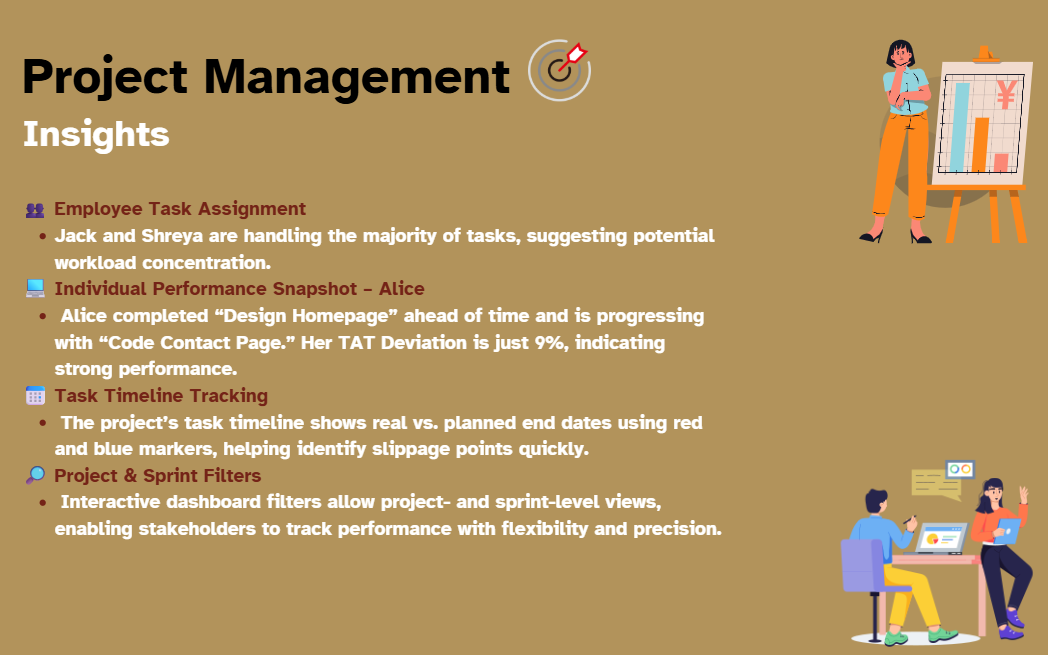 Project Management
Insights
Employee Task Assignment
• Jack and Shreya are handling the majority of tasks, suggesting potential
workload concentration.
Individual Performance Snapshot – Alice
• Alice completed “Design Homepage” ahead of time and is progressing
with “Code Contact Page.” Her TAT Deviation is just 9%, indicating
strong performance.
Task Timeline Tracking
• The project’s task timeline shows real vs. planned end dates using red
and blue markers, helping identify slippage points quickly.
Project & Sprint Filters
• Interactive dashboard filters allow project- and sprint-level views,
enabling stakeholders to track performance with flexibility and precision.
¥